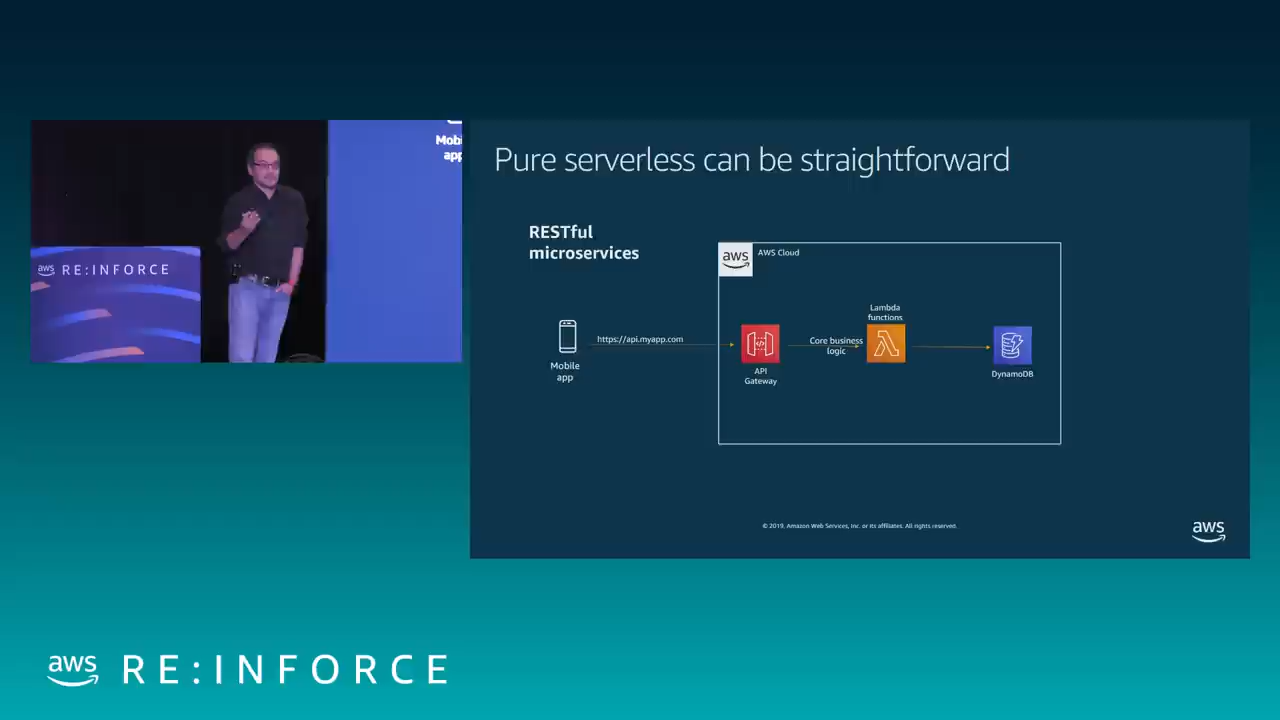 Mobi
app
aws RE:INFORCE
Pure serverless can be straightforward
RESTful
microservices
aws
AWS Cloud
Lambda
functions
https://api.myapp.com
Core business
logic
Mobile
app
API
Gateway
DynamoDB
© 2019, Amazon Web Services, Inc. or its affiliates. All rights reserved.
aws
aws RE:INFORCE